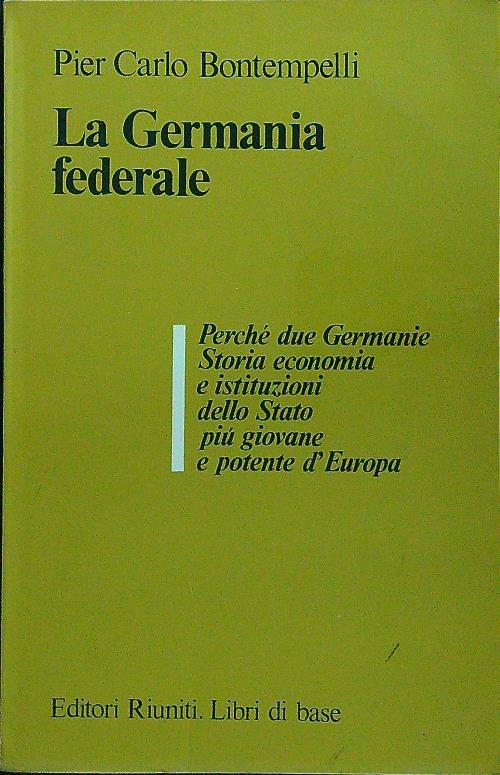 Pier Carlo Bontempelli
La Germania
federale
Perché due Germanie
Storia economia
e istituzioni
dello Stato
piú giovane
e potente d'Europa
Editori Riuniti. Libri di base